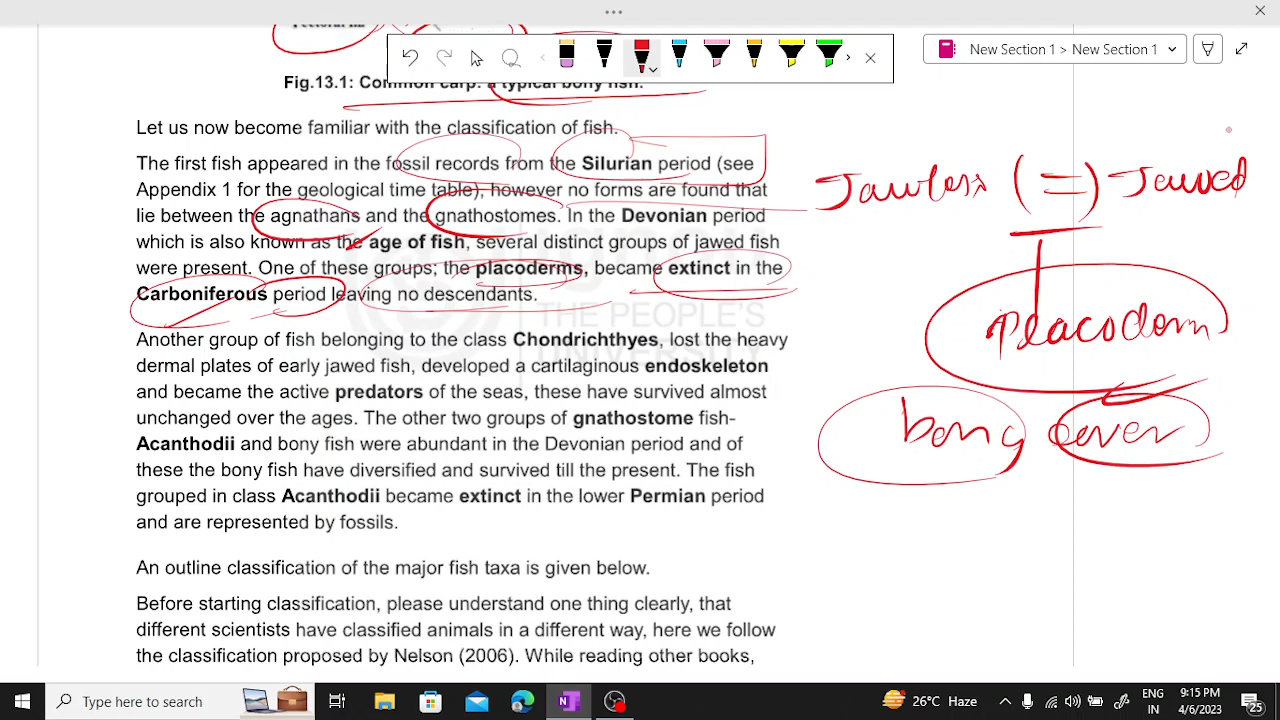 New Section 1 > New Section 1
Fig.13.1: Common carp: a typical bony fish.
Let us now become familiar with the classification of fish.
The first fish appeared in the fossil records from the Silurian period (see
Appendix 1 for the geological time table), however no forms are found that
lie between the agnathans and the gnathostomes. In the Devonian period
which is also known as the age of fish, several distinct groups of jawed fish
were present. One of these groups; the placoderms, became extinct in the
Carboniferous period leaving no descendants.
Jawless (=) Jawed
Placoderm
bony cover
THE PEOPLE'S
UNIVERSITY
Another group of fish belonging to the class Chondrichthyes, lost the heavy
dermal plates of early jawed fish, developed a cartilaginous endoskeleton
and became the active predators of the seas, these have survived almost
unchanged over the ages. The other two groups of gnathostome fish-
Acanthodii and bony fish were abundant in the Devonian period and of
these the bony fish have diversified and survived till the present. The fish
grouped in class Acanthodii became extinct in the lower Permian period
and are represented by fossils.
An outline classification of the major fish taxa is given below.
Before starting classification, please understand one thing clearly, that
different scientists have classified animals in a different way, here we follow
the classification proposed by Nelson (2006). While reading other books,
Type here to search
26°C Haze
ENG
IN
9:15 PM
4/6/2023
25